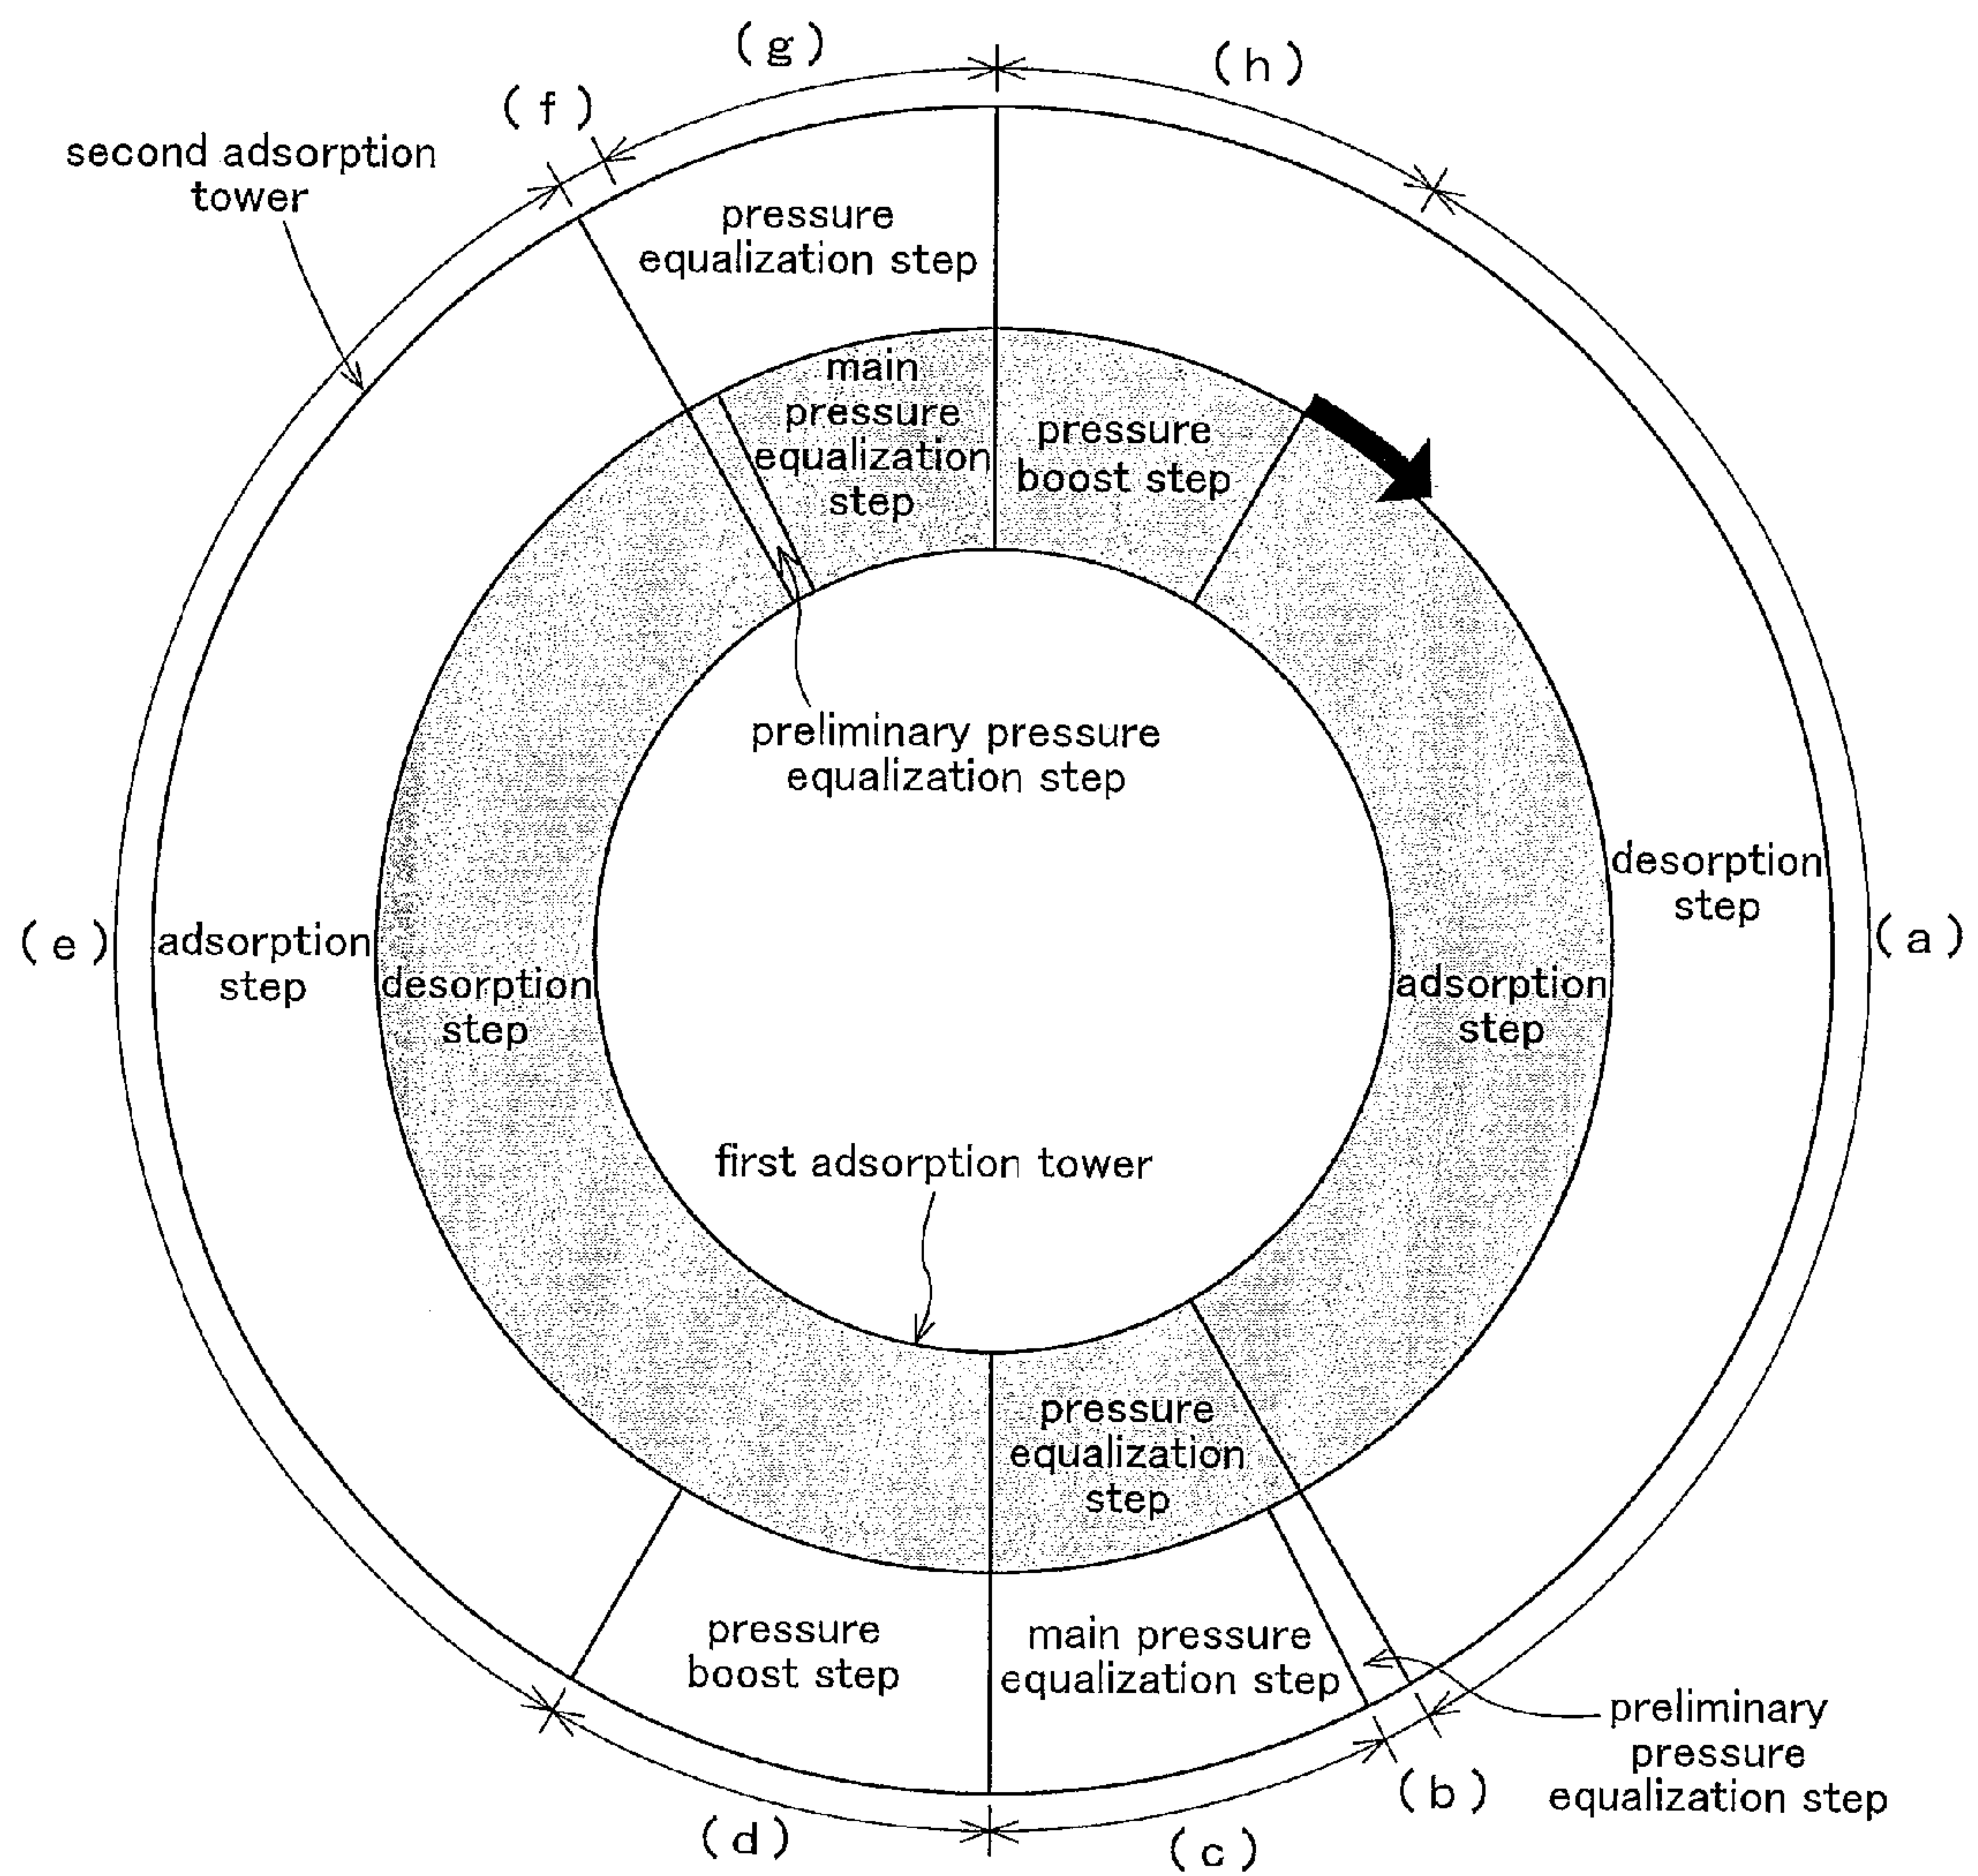 ( g )
( h )
( f )
second adsorption
tower
pressure
equalization step
main
pressure
equalization
step
pressure
boost step
preliminary pressure
equalization step
desorption
step
( e )
adsorption
step
desorption
step
adsorption
step
( a )
first adsorption tower
pressure
equalization
step
pressure
boost step
main pressure
equalization step
preliminary
pressure
equalization step
( b )
( d )
( c )